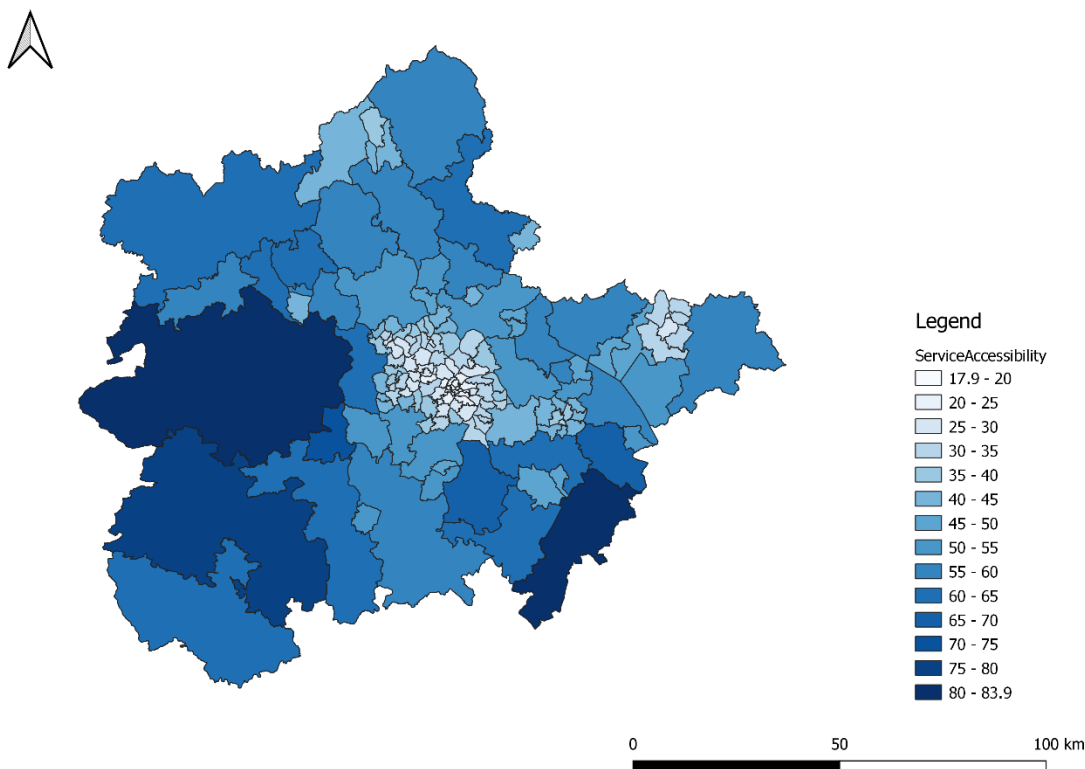 Legend
ServiceAccessibility
17.9 - 20
20 - 25
25 - 30
30 - 35
35 - 40
40 - 45
45 - 50
50 - 55
55 - 60
60 - 65
65 - 70
70 - 75
75 - 80
80 - 83.9
0 50 100 km